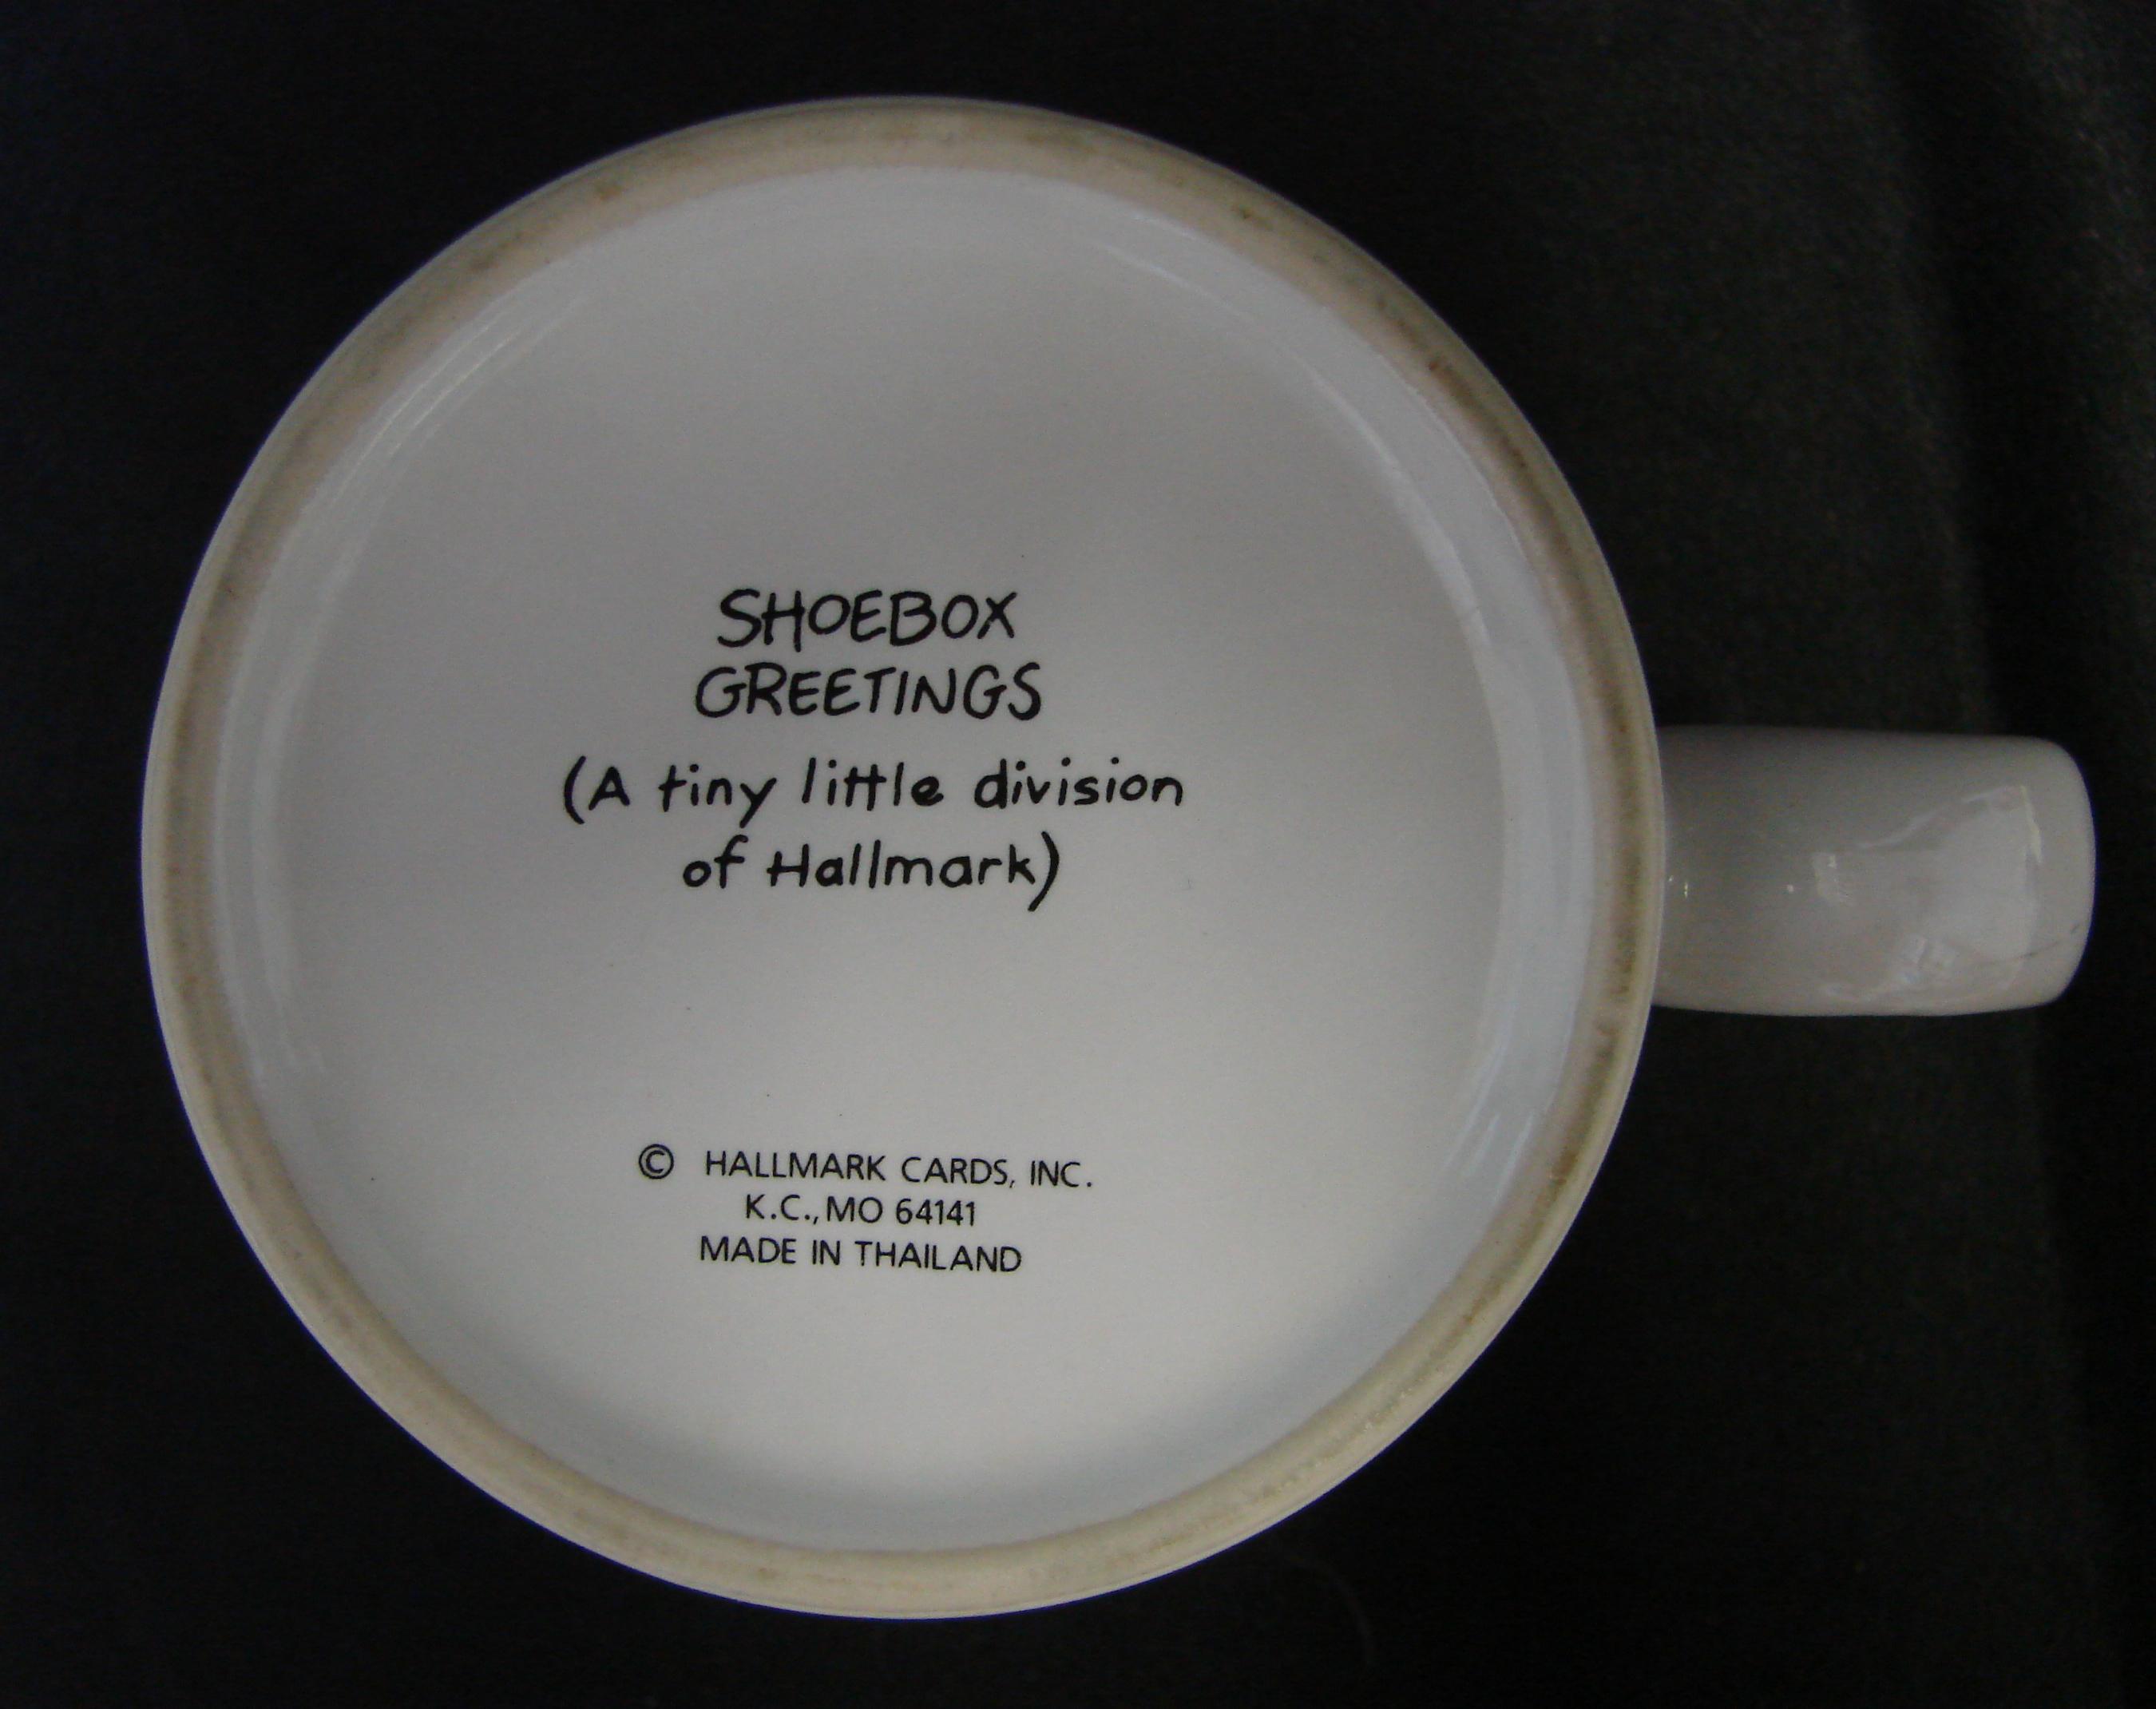 SHOEBOX
GREETINGS
(A tiny little division
of Hallmark)
© HALLMARK CARDS, INC.
K.C., MO 64141
MADE IN THAILAND